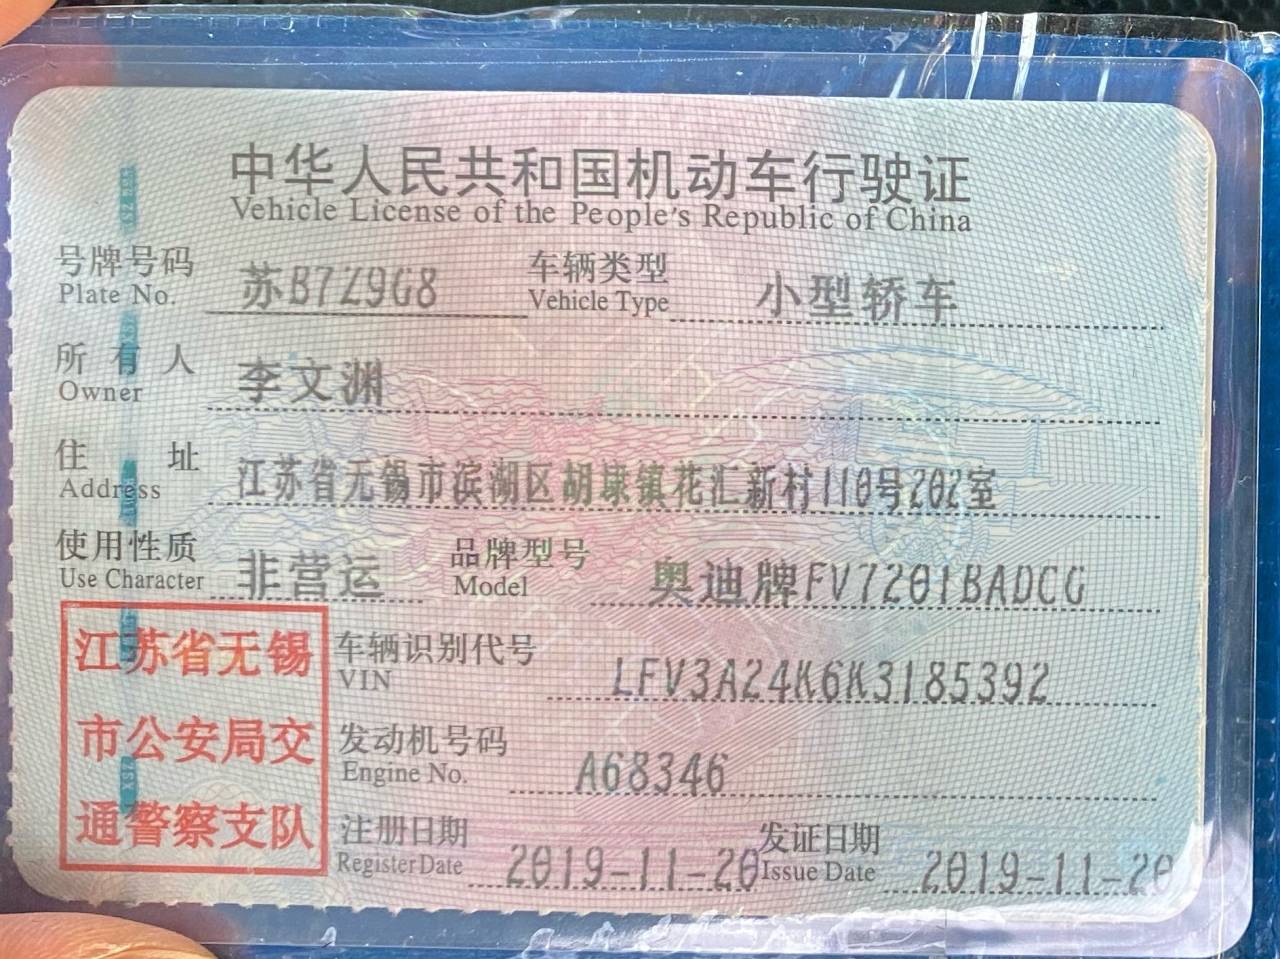 中华人民共和国机动车行驶证
Vehicle License of the People's Republic of China
号牌号码 苏B7Z9G8 车辆类型 小型轿车
Plate No. Vehicle Type
所有人 李文渊
Owner
住址 江苏省无锡市滨湖区胡埭镇花汇新村110号202室
Address
使用性质 非营运 品牌型号 奥迪牌FV7201BADCG
Use Character Model
江苏省无锡
市公安局交
通警察支队
车辆识别代号 LFV3A24K6K3185392
VIN
发动机号码 A68346
Engine No.
注册日期 2019-11-20 发证日期 2019-11-20
Register Date Issue Date